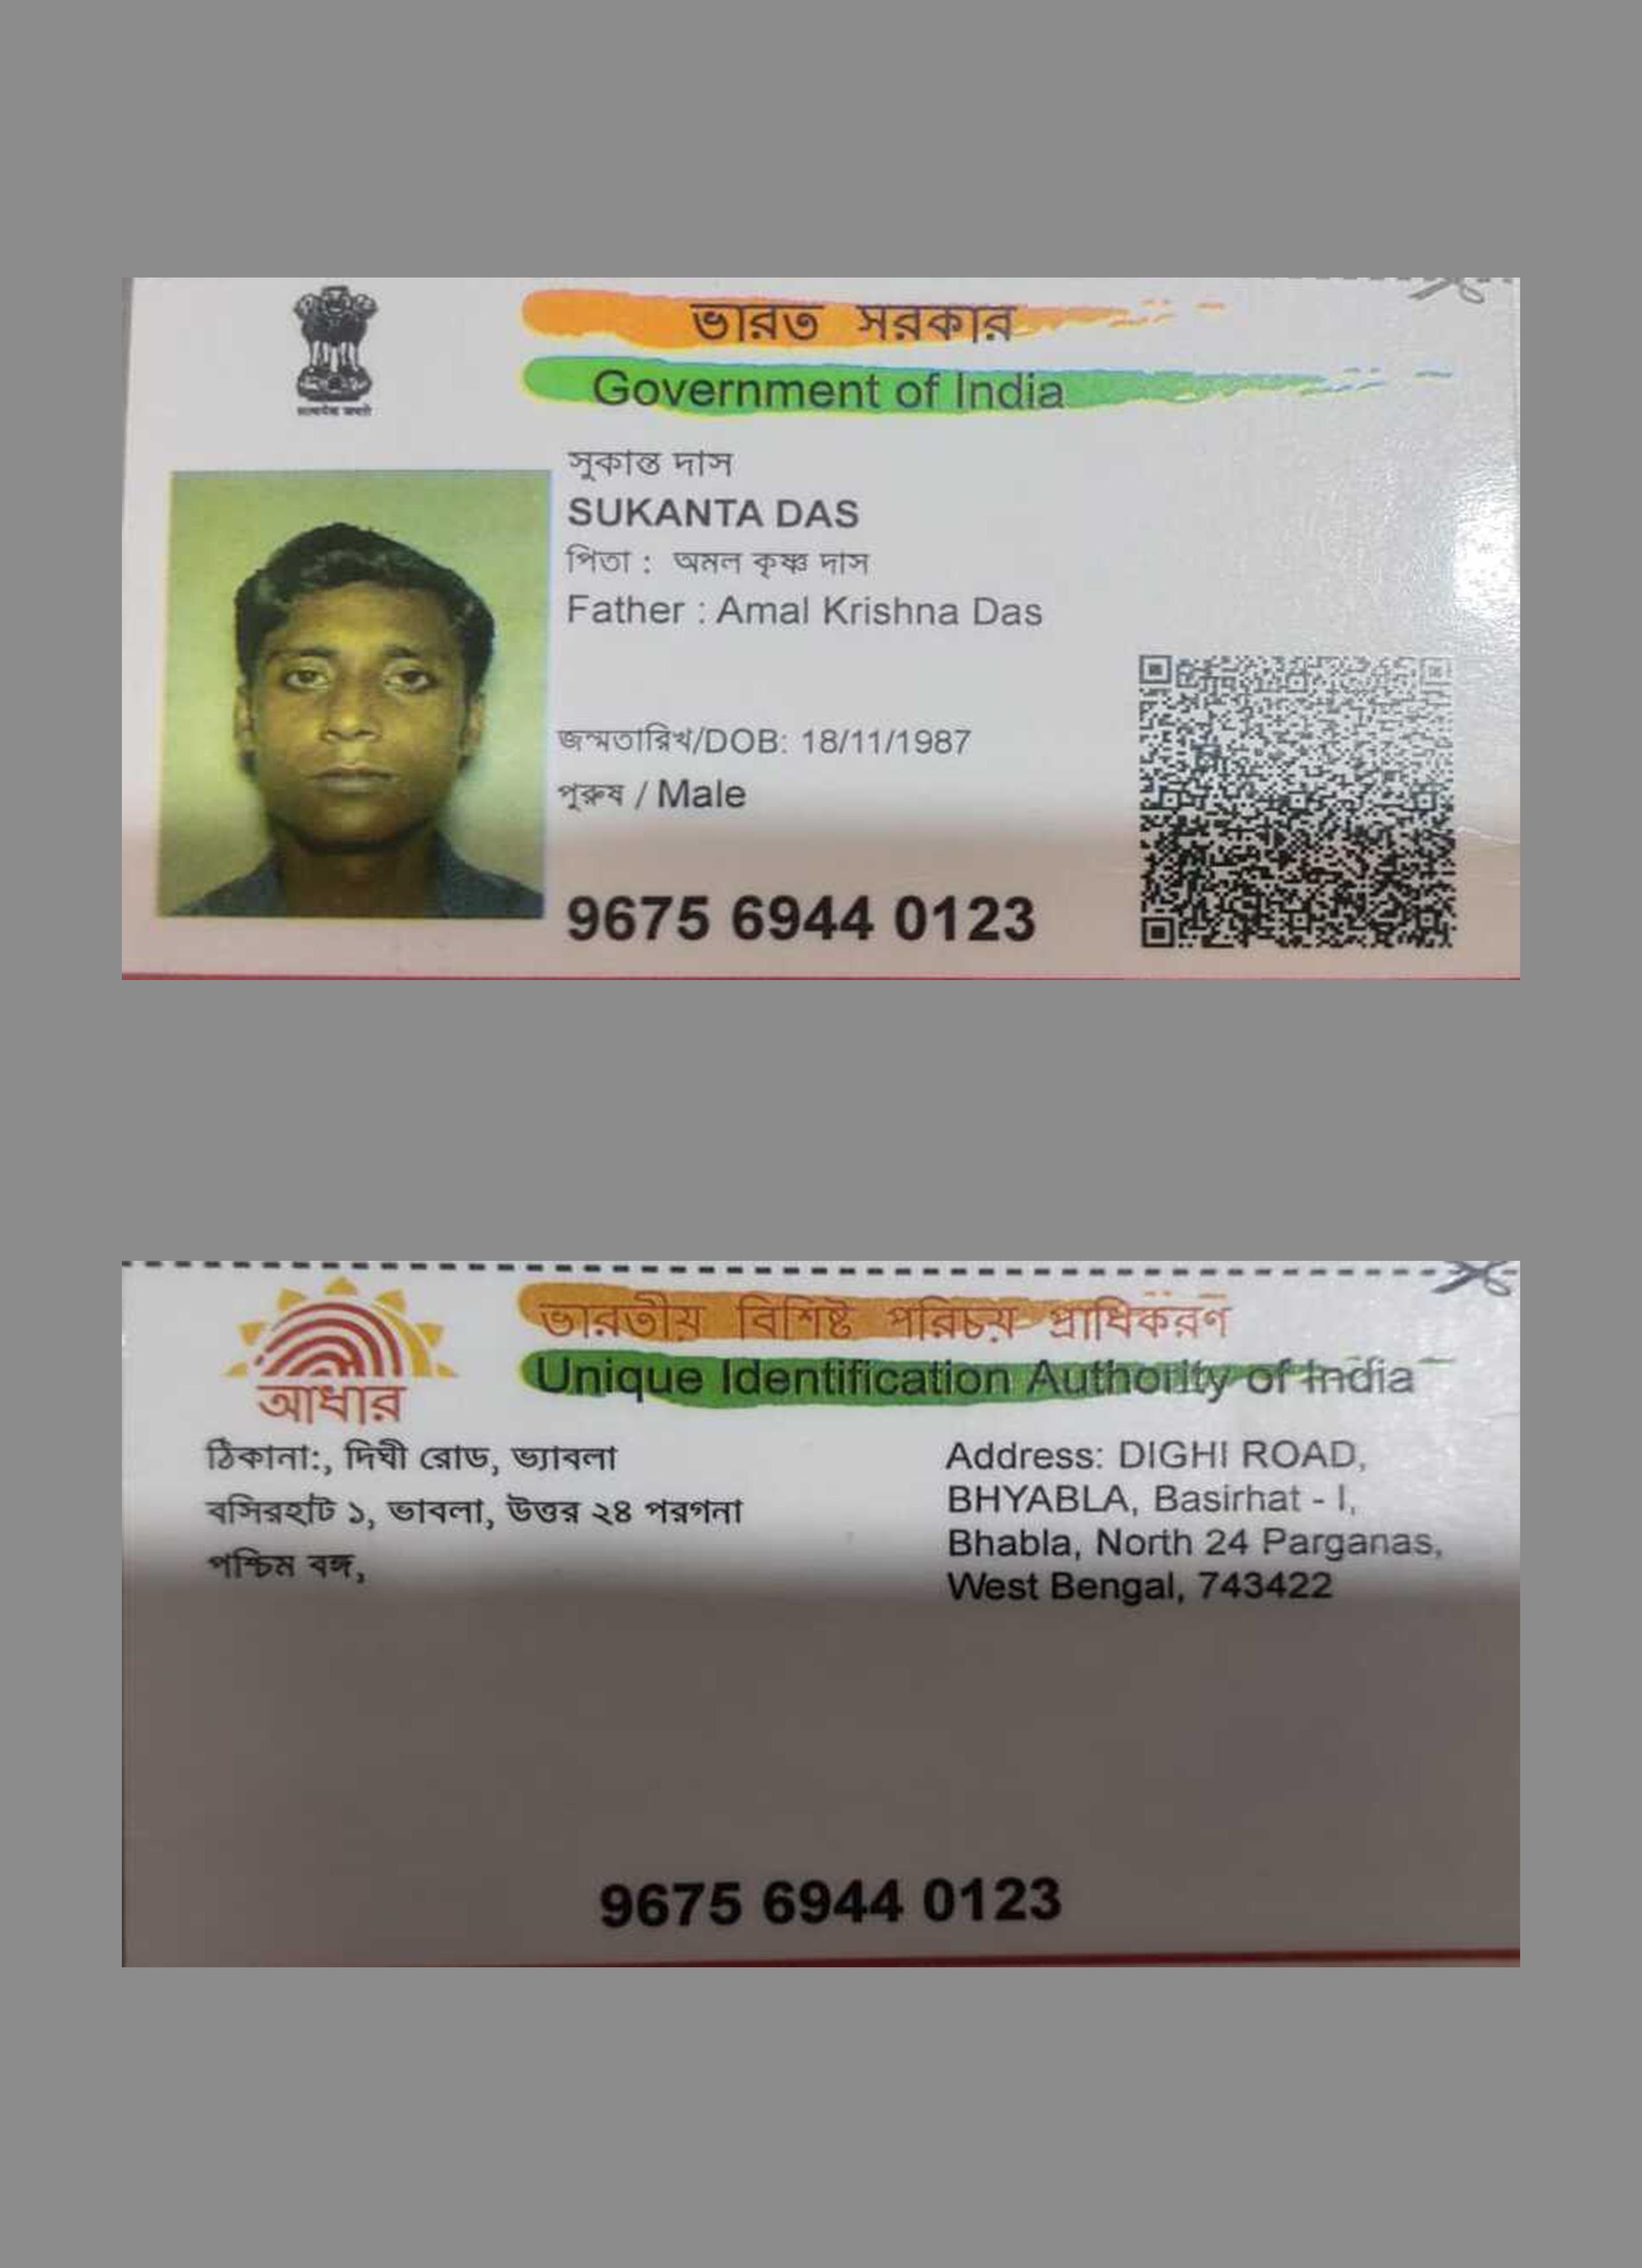 ভারত সরকার
Government of India
সুকান্ত দাস
SUKANTA DAS
পিতা : অমল কৃষ্ণ দাস
Father : Amal Krishna Das
জন্মতারিখ/DOB: 18/11/1987
পুরুষ / Male
9675 6944 0123
ভারতীয় বিশিষ্ট পরিচয় প্রাধিকরণ
Unique Identification Authority of India
আধার
ঠিকানা:, দিঘী রোড, ভ্যাবলা
বসিরহাট ১, ভাবলা, উত্তর ২৪ পরগনা
পশ্চিম বঙ্গ,
Address: DIGHI ROAD,
BHYABLA, Basirhat - I,
Bhabla, North 24 Parganas,
West Bengal, 743422
9675 6944 0123